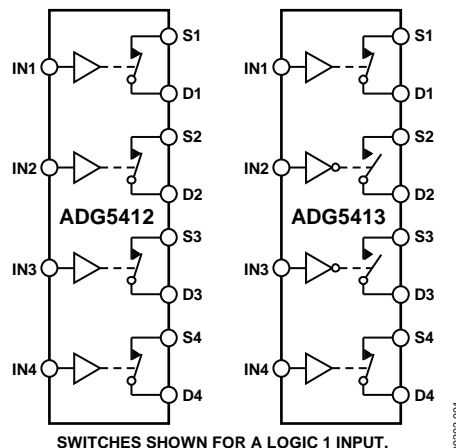 S1
IN1
D1
S2
IN2
D2
ADG5412
S3
IN3
D3
S4
IN4
D4
S1
IN1
D1
S2
IN2
D2
ADG5413
S3
IN3
D3
S4
IN4
D4
SWITCHES SHOWN FOR A LOGIC 1 INPUT.